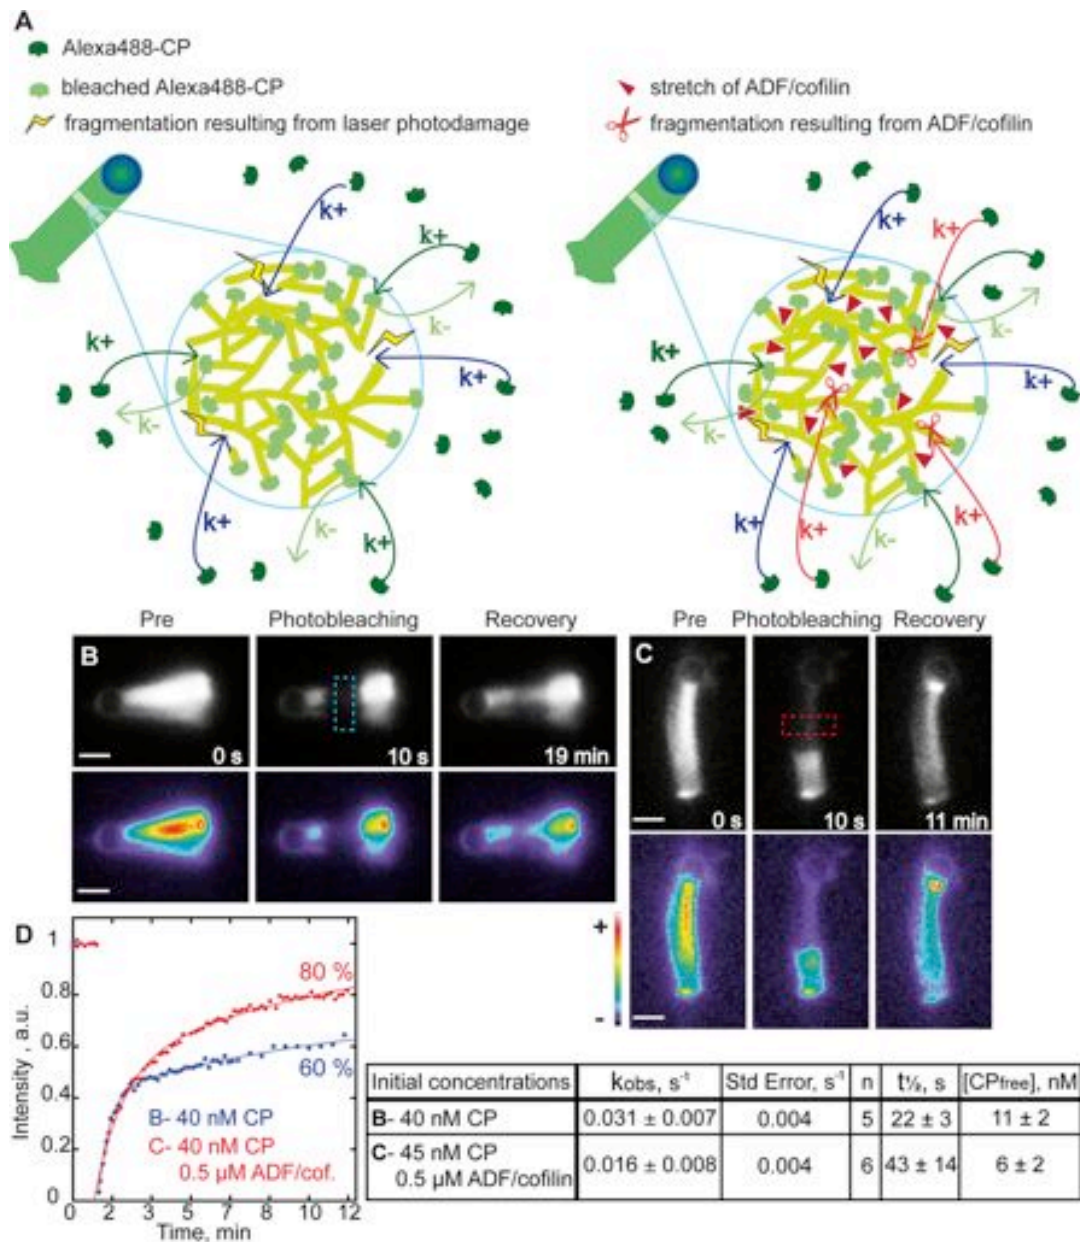 A
Alexa488-CP
bleached Alexa488-CP
fragmentation resulting from laser photodamage
stretch of ADF/cofilin
fragmentation resulting from ADF/cofilin
k+
k+
k-
k+
k+
k-
k+
k-
k+
k+
k+
k+
k-
k+
k+
k-
k+
k+
k-
k+
Pre Photobleaching Recovery
B
0 s
10 s
19 min
Pre Photobleaching Recovery
C
0 s
10 s
11 min
+
-
D
1
0.8
0.6
0.4
0.2
0
Intensity , a.u.
80 %
60 %
B- 40 nM CP
C- 40 nM CP
0.5 µM ADF/cof.
0 2 3 5 7 8 10 12
Time, min
Initial concentrations kobs, s⁻¹ Std Error, s⁻¹ n t½, s [CPfree], nM
B- 40 nM CP 0.031 ± 0.007 0.004 5 22 ± 3 11 ± 2
C- 45 nM CP
0.5 µM ADF/cofilin 0.016 ± 0.008 0.004 6 43 ± 14 6 ± 2